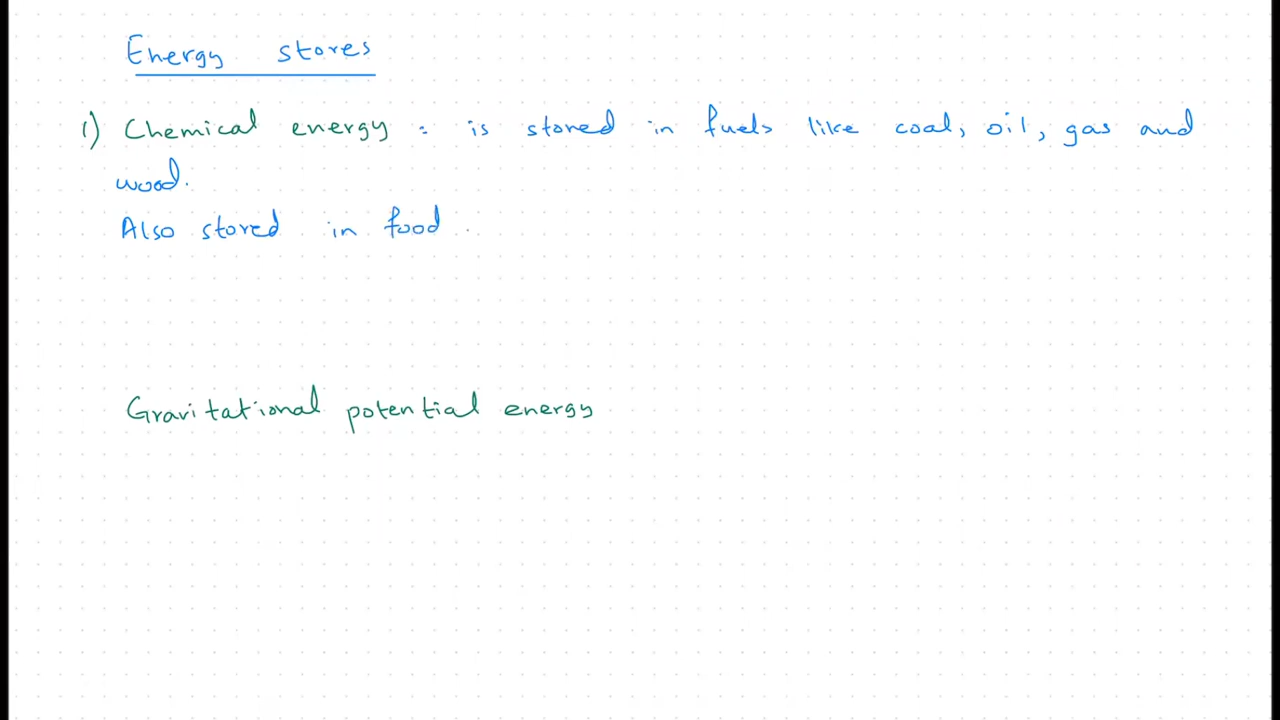 Energy stores
1) Chemical energy : is stored in fuels like coal, oil, gas and
wood.
Also stored in food.
Gravitational potential energy